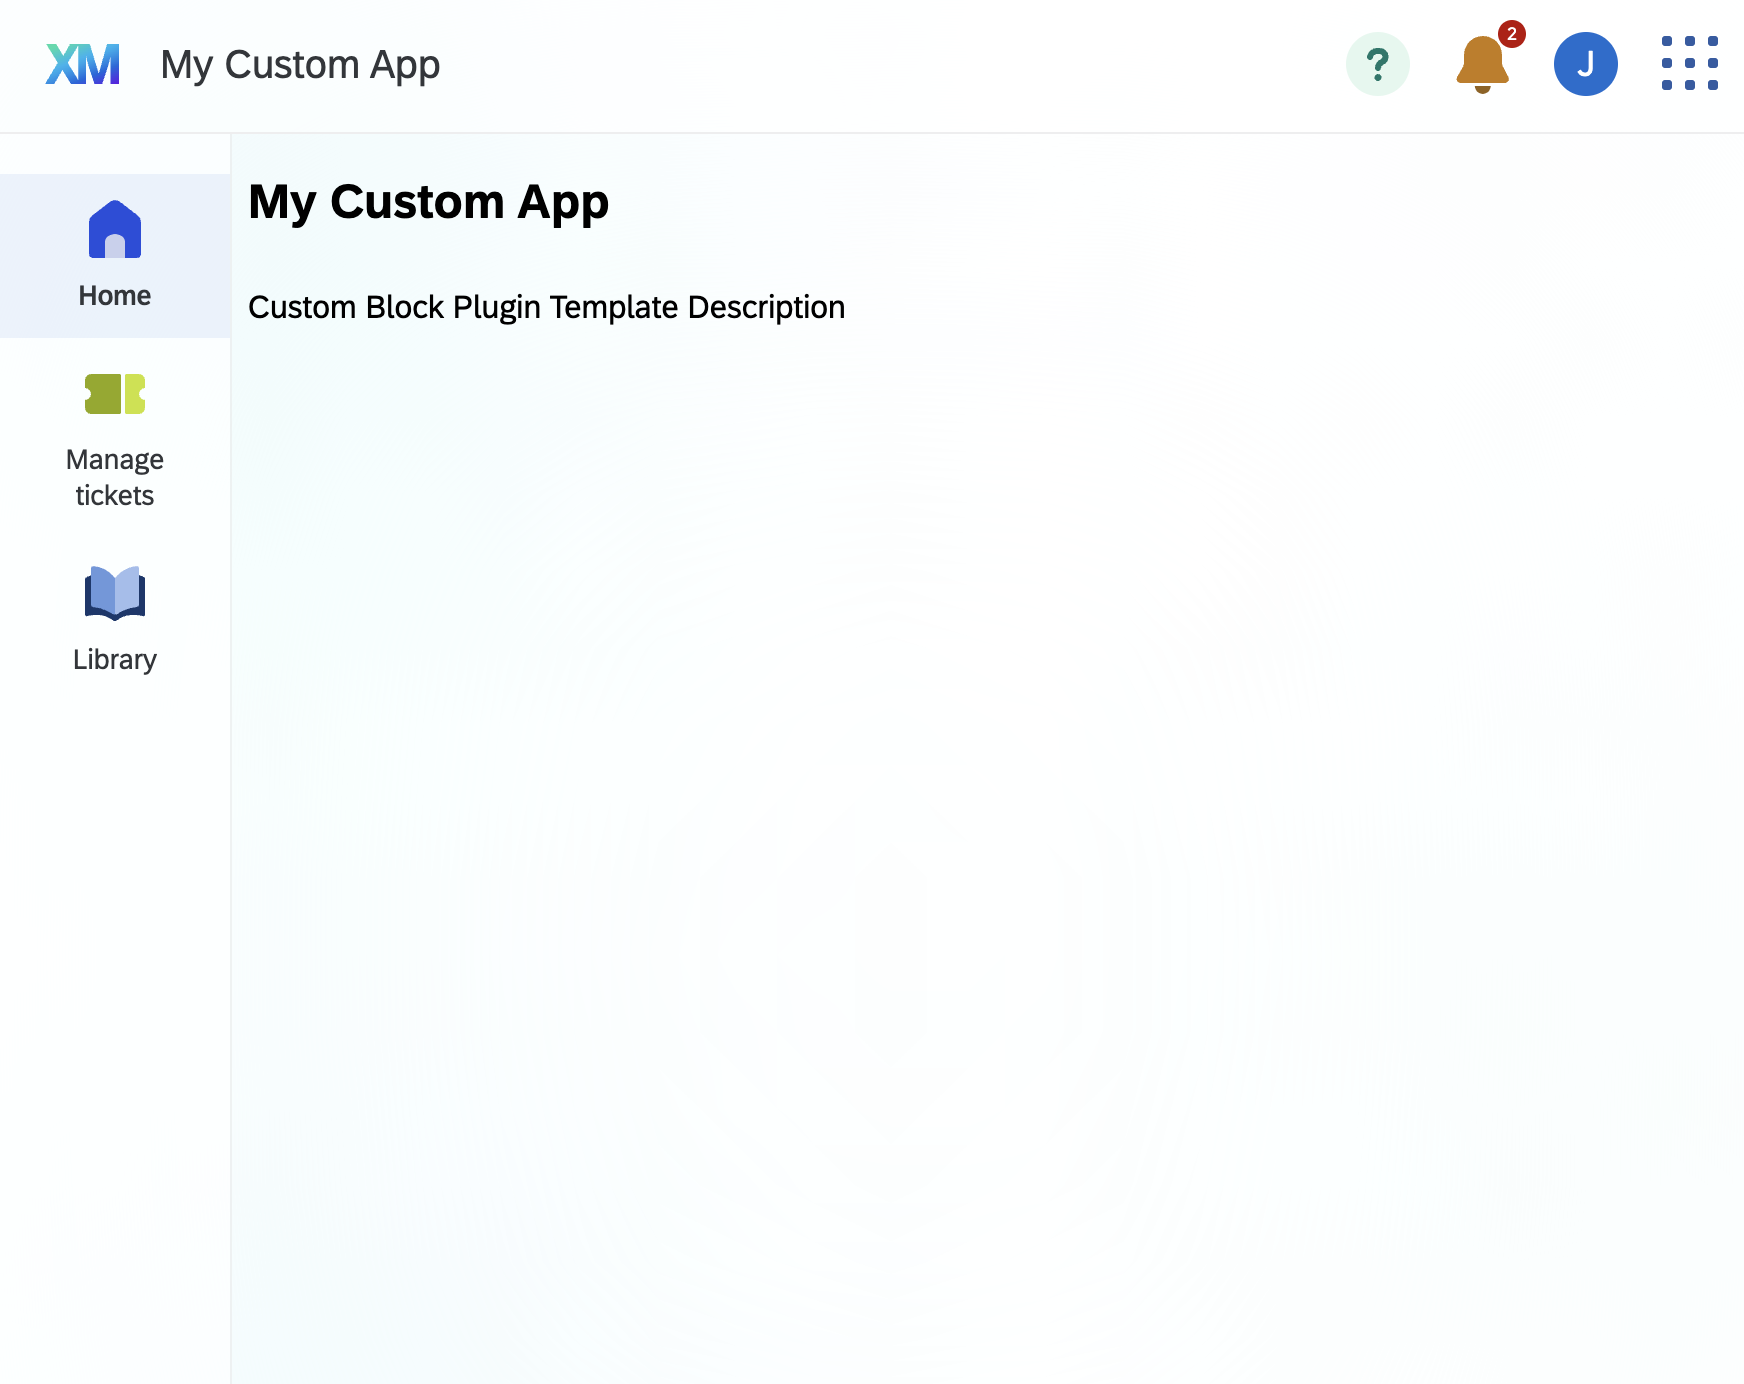 XM My Custom App
? 2 J
Home
Manage
tickets
Library
My Custom App
Custom Block Plugin Template Description